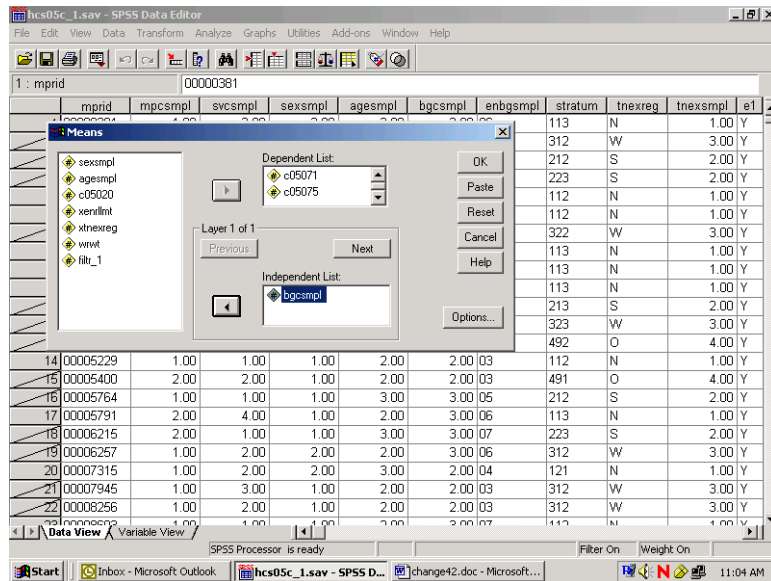 hcs05c_1.sav - SPSS Data Editor
File Edit View Data Transform Analyze Graphs Utilities Add-ons Window Help
1 : mprid 00000381
mprid mpcsmpl svcsmpl sexsmpl agesmpl bgcsmpl enbgsmpl stratum tnexreg tnexsmpl e1
113 N 1.00 Y
Means
312 W 3.00 Y
212 S 2.00 Y
223 S 2.00 Y
112 N 1.00 Y
112 N 1.00 Y
322 W 3.00 Y
113 N 1.00 Y
113 N 1.00 Y
113 N 1.00 Y
213 S 2.00 Y
323 W 3.00 Y
492 O 4.00 Y
sexsmpl
agesmpl
c05020
xenrllmt
xtnexreg
wrwt
filtr_1
Dependent List:
c05071
c05075
Layer 1 of 1
Previous Next
Independent List:
bgcsmpl
OK
Paste
Reset
Cancel
Help
Options...
14 00005229 1.00 1.00 1.00 2.00 2.00 03 112 N 1.00 Y
15 00005400 2.00 2.00 1.00 2.00 2.00 03 491 O 4.00 Y
16 00005764 1.00 1.00 1.00 3.00 3.00 05 212 S 2.00 Y
17 00005791 2.00 4.00 1.00 2.00 3.00 06 113 N 1.00 Y
18 00006215 2.00 1.00 1.00 3.00 3.00 07 223 S 2.00 Y
19 00006257 1.00 2.00 2.00 3.00 3.00 06 312 W 3.00 Y
20 00007315 1.00 2.00 2.00 2.00 2.00 04 121 N 1.00 Y
21 00007945 1.00 3.00 1.00 2.00 2.00 03 312 W 3.00 Y
22 00008256 1.00 2.00 2.00 2.00 2.00 03 312 W 3.00 Y
Data View Variable View
SPSS Processor is ready Filter On Weight On
Start Inbox - Microsoft Outlook hcs05c_1.sav - SPSS D... change42.doc - Microsoft... 11:04 AM